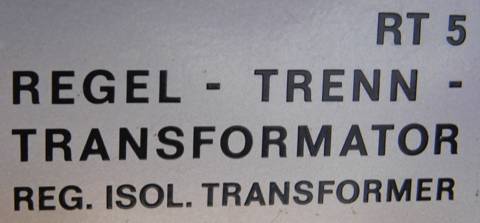 RT 5
REGEL - TRENN -
TRANSFORMATOR
REG. ISOL. TRANSFORMER